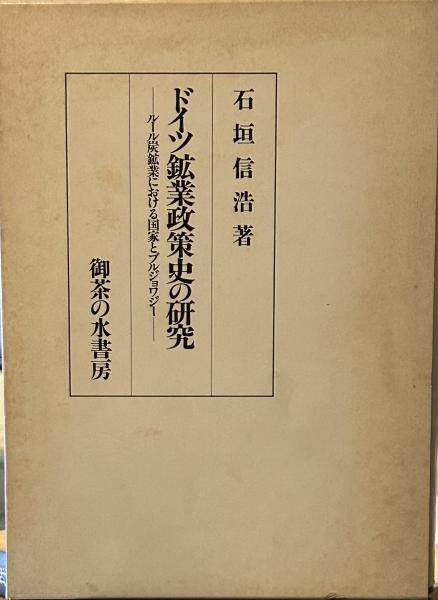 石垣信浩著
ドイツ鉱業政策史の研究
──ルール炭鉱業における国家とブルジョワジー──
御茶の水書房